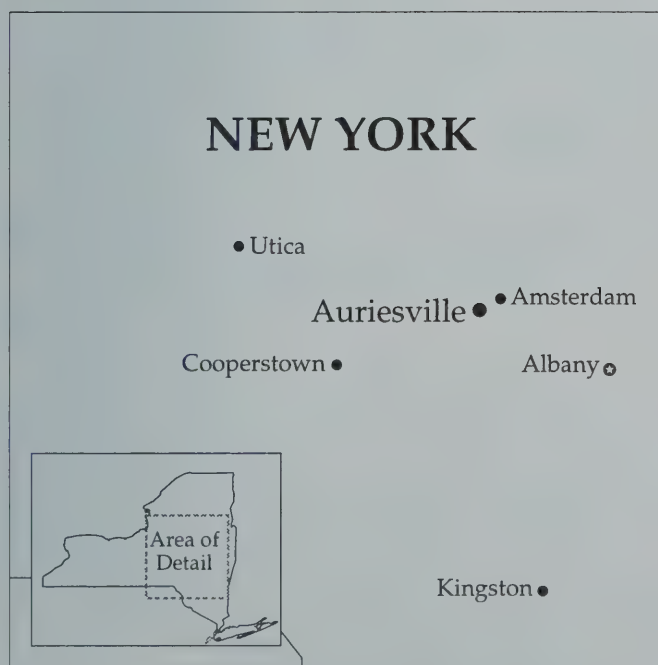 NEW YORK
Utica
Amsterdam
Auriesville
Cooperstown
Albany
Area of
Detail
Kingston